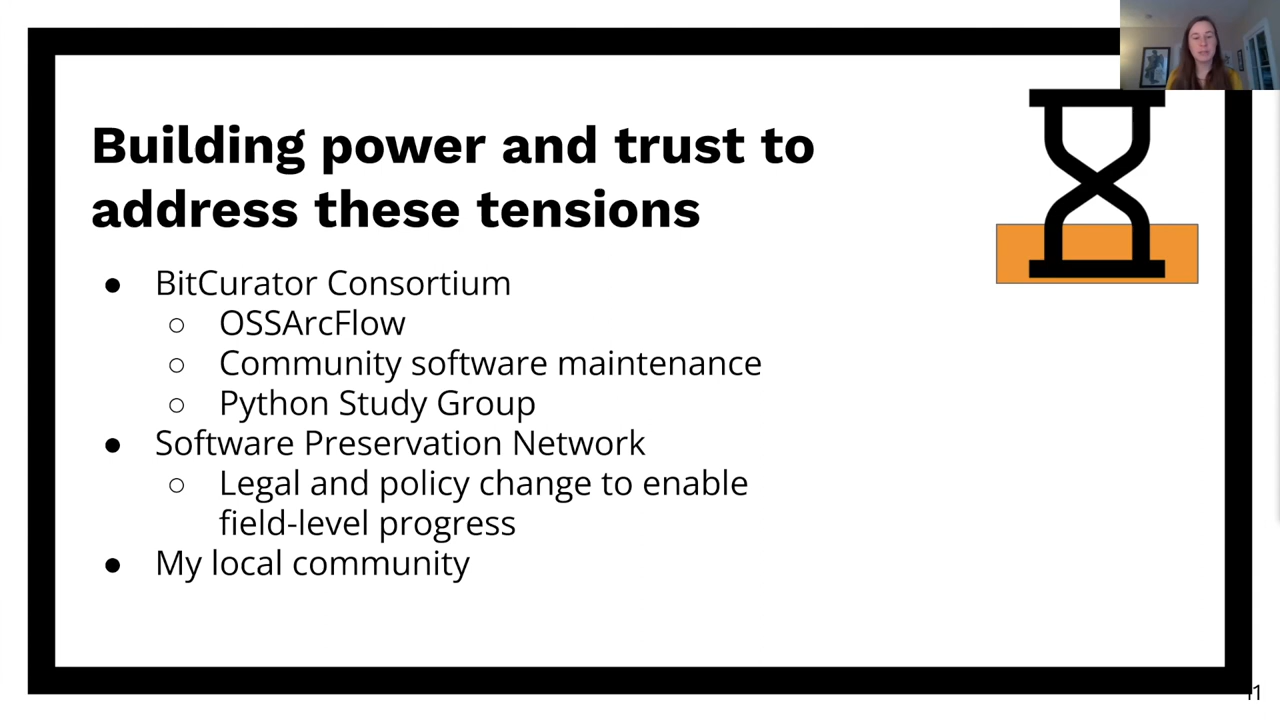 Building power and trust to
address these tensions
● BitCurator Consortium
○ OSSArcFlow
○ Community software maintenance
○ Python Study Group
● Software Preservation Network
○ Legal and policy change to enable
field-level progress
● My local community
11